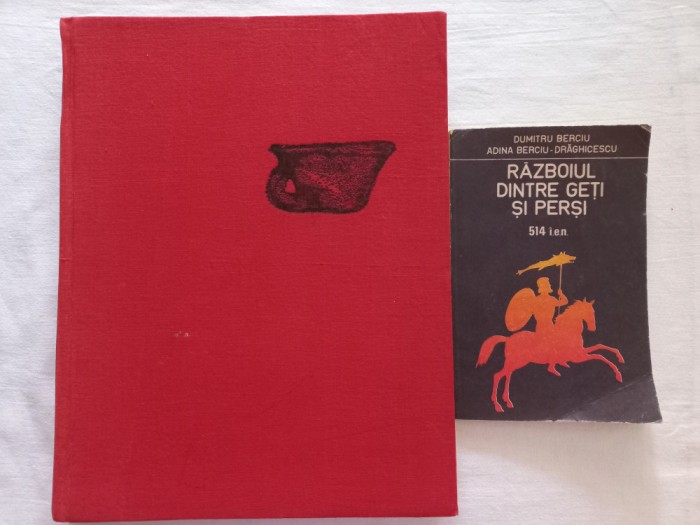 DUMITRU BERCIU
ADINA BERCIU-DRĂGHICESCU
RĂZBOIUL
DINTRE GEȚI
ȘI PERȘI
514 î.e.n.